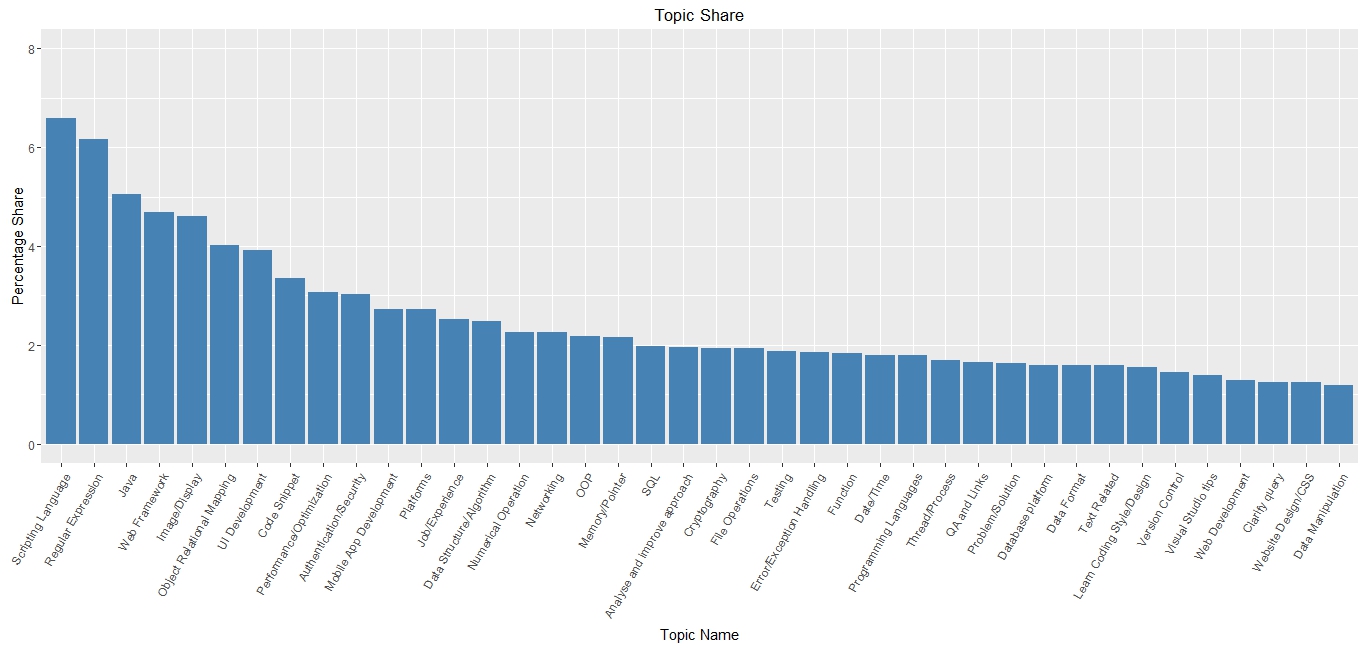 Topic Share
Percentage Share
8
6
4
2
0
Scripting Language
Regular Expression
Java
Web Framework
Image/Display
Object Relational Mapping
UI Development
Code Snippet
Performance/Optimization
Authentication/Security
Mobile App Development
Platforms
Job/Experience
Data Structure/Algorithm
Numerical Operation
Networking
OOP
Memory/Pointer
SQL
Analyse and improve approach
Cryptography
File Operations
Testing
Error/Exception Handling
Function
Date/Time
Programming Languages
Thread/Process
QA and Links
Problem/Solution
Database platform
Data Format
Text Related
Learn Coding Style/Design
Version Control
Visual Studio tips
Web Development
Clarify query
Website Design/CSS
Data Manipulation
Topic Name